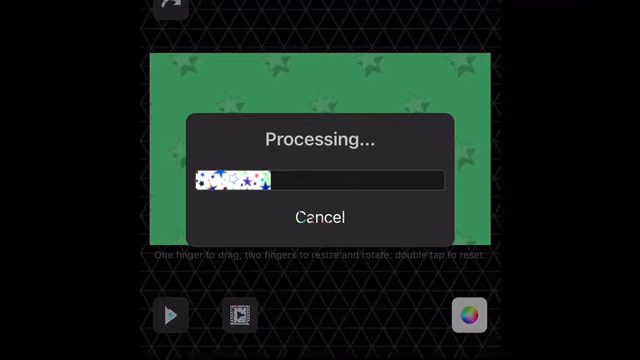 Processing...
Cancel
One finger to drag, two fingers to resize and rotate, double tap to reset.